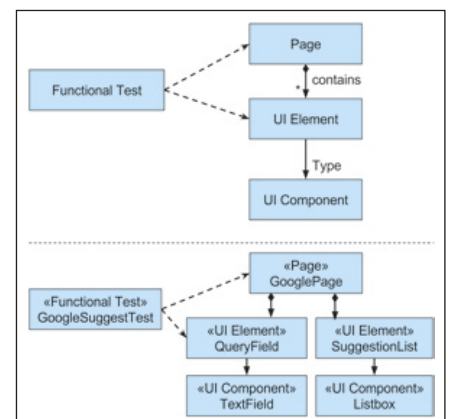 Page
contains
*
Functional Test
UI Element
Type
UI Component
«Page»
GooglePage
«Functional Test»
GoogleSuggestTest
«UI Element»
QueryField
«UI Element»
SuggestionList
«UI Component»
TextField
«UI Component»
Listbox